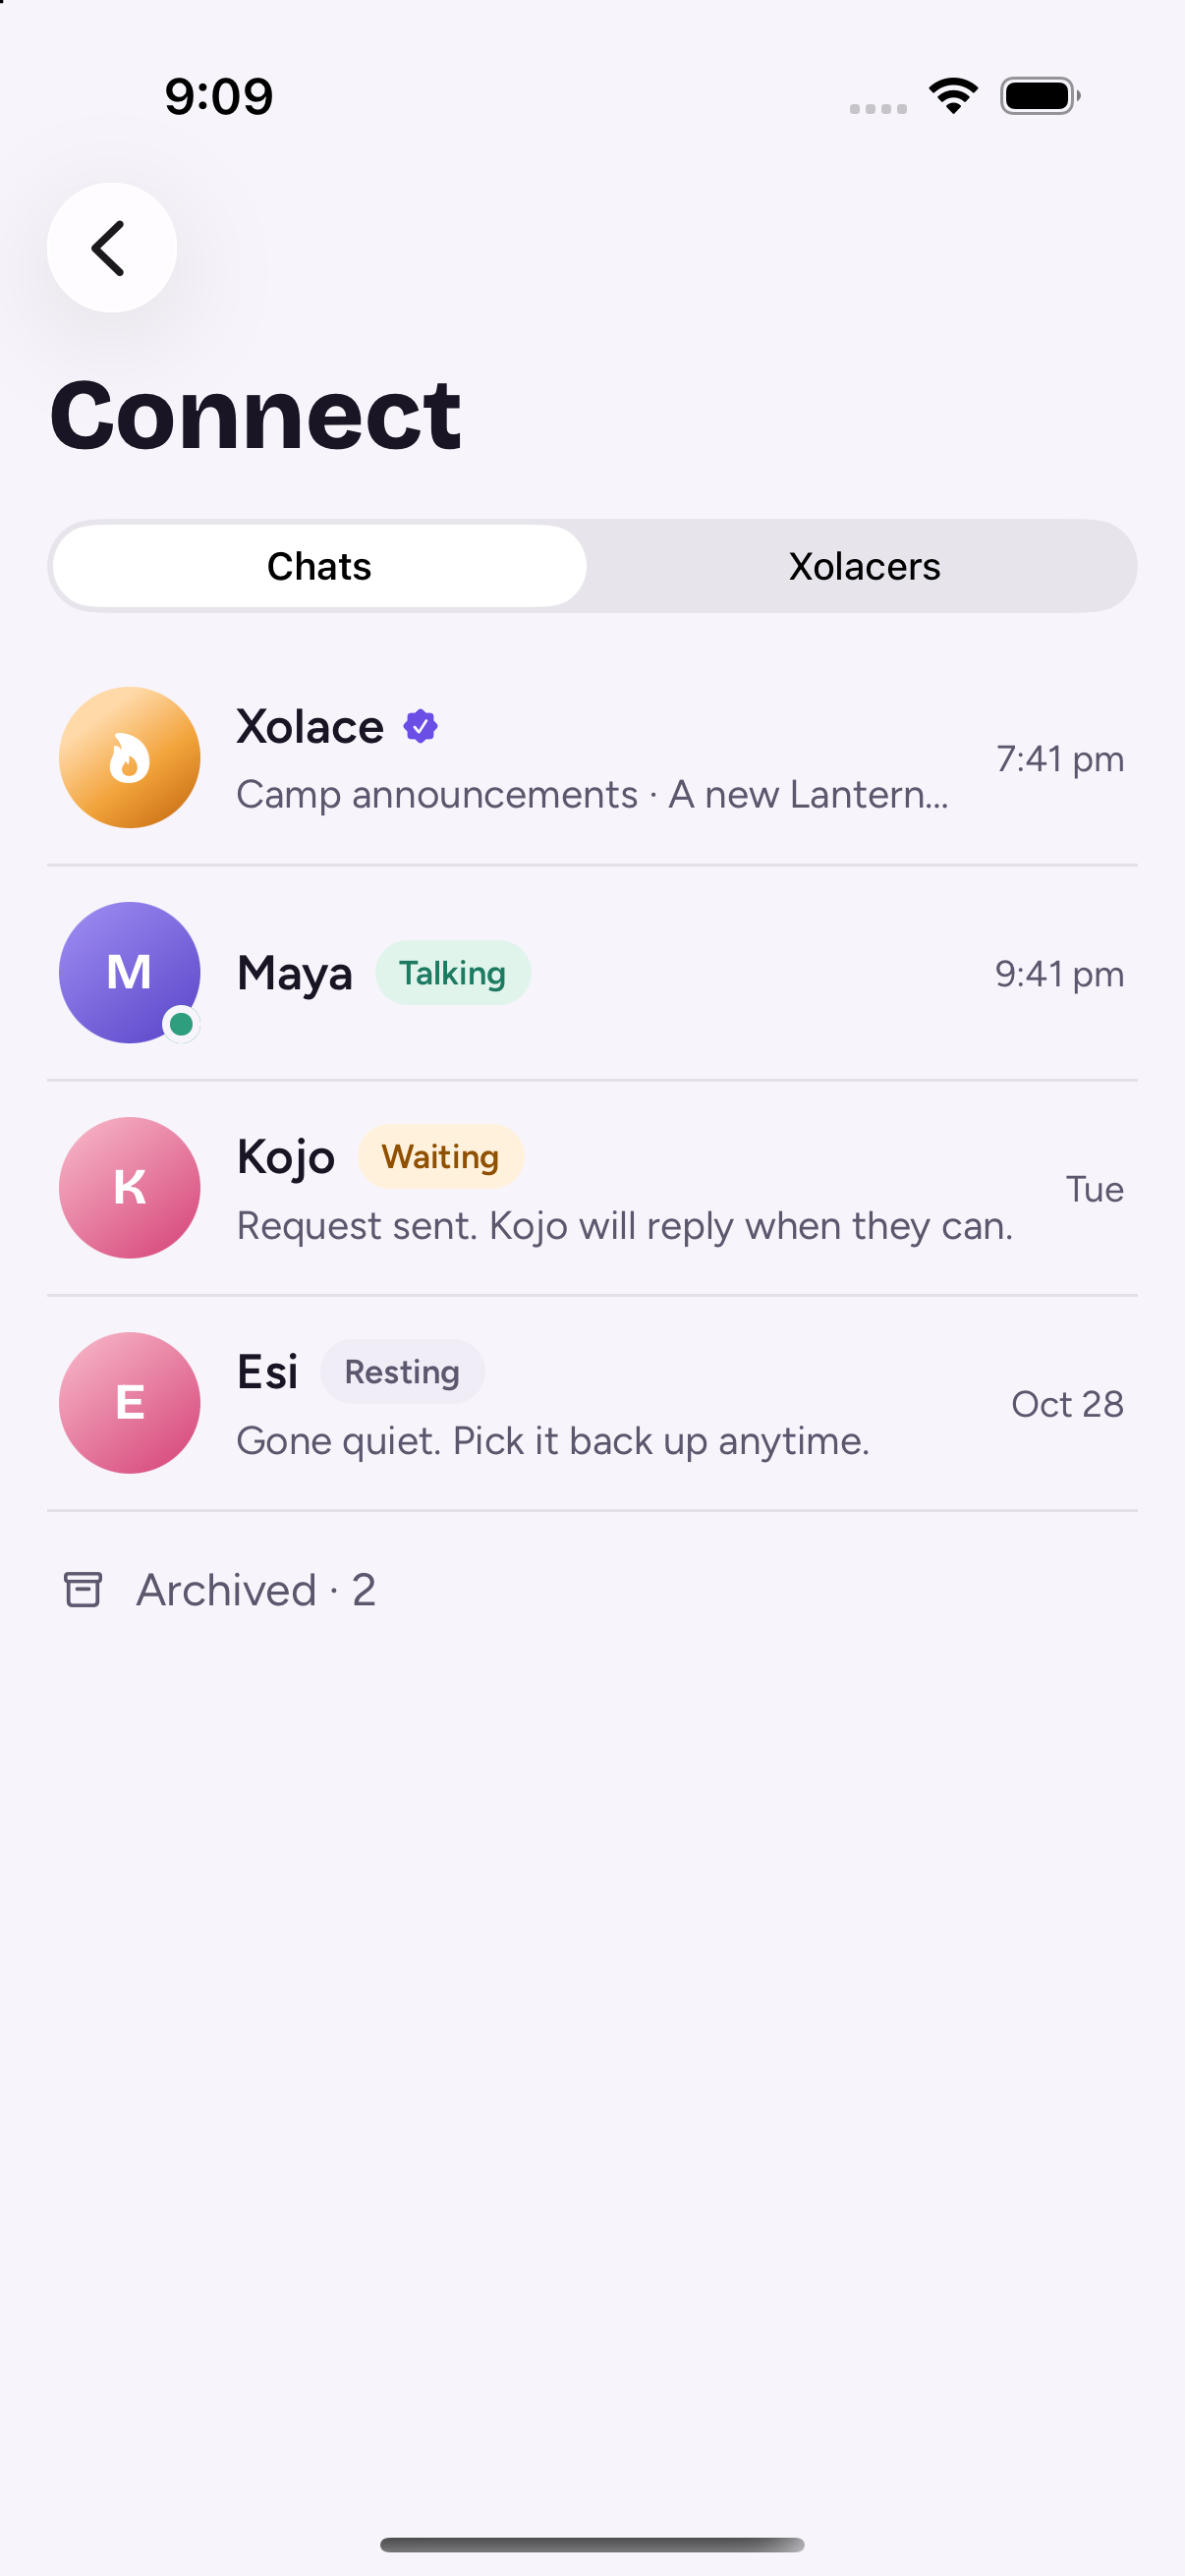 9:09
Connect
Chats
Xolacers
Xolace
Camp announcements · A new Lantern...
7:41 pm
M
Maya
Talking
9:41 pm
K
Kojo
Waiting
Request sent. Kojo will reply when they can.
Tue
E
Esi
Resting
Gone quiet. Pick it back up anytime.
Oct 28
Archived · 2